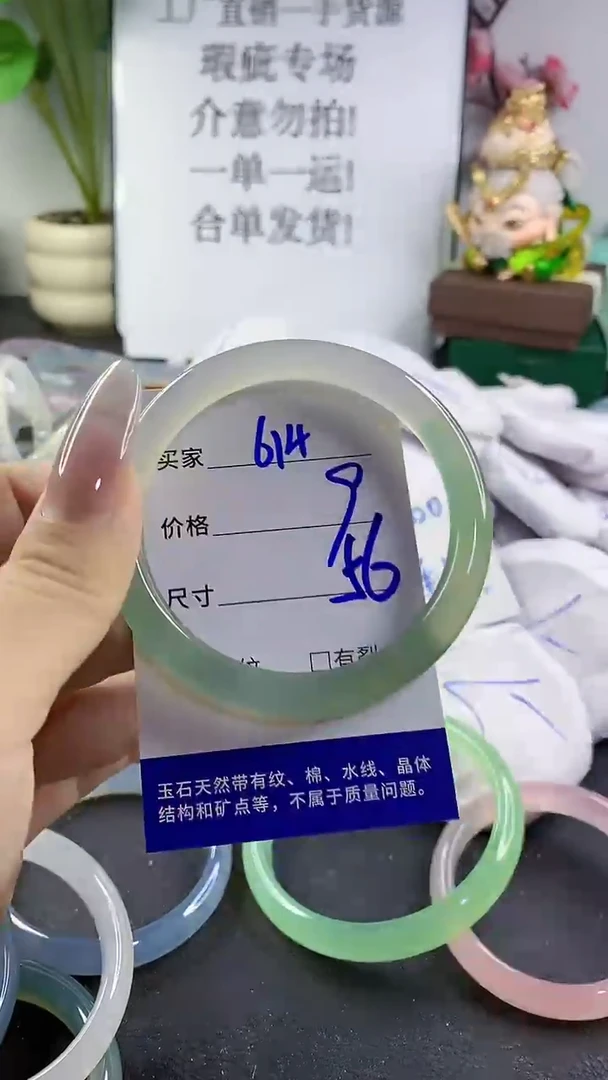 工厂直销一手货源
瑕疵专场
介意勿拍!
一单一运!
合单发货!
买家 614
价格 9
尺寸 56
纹 □有裂
玉石天然带有纹、棉、水线、晶体
结构和矿点等，不属于质量问题。